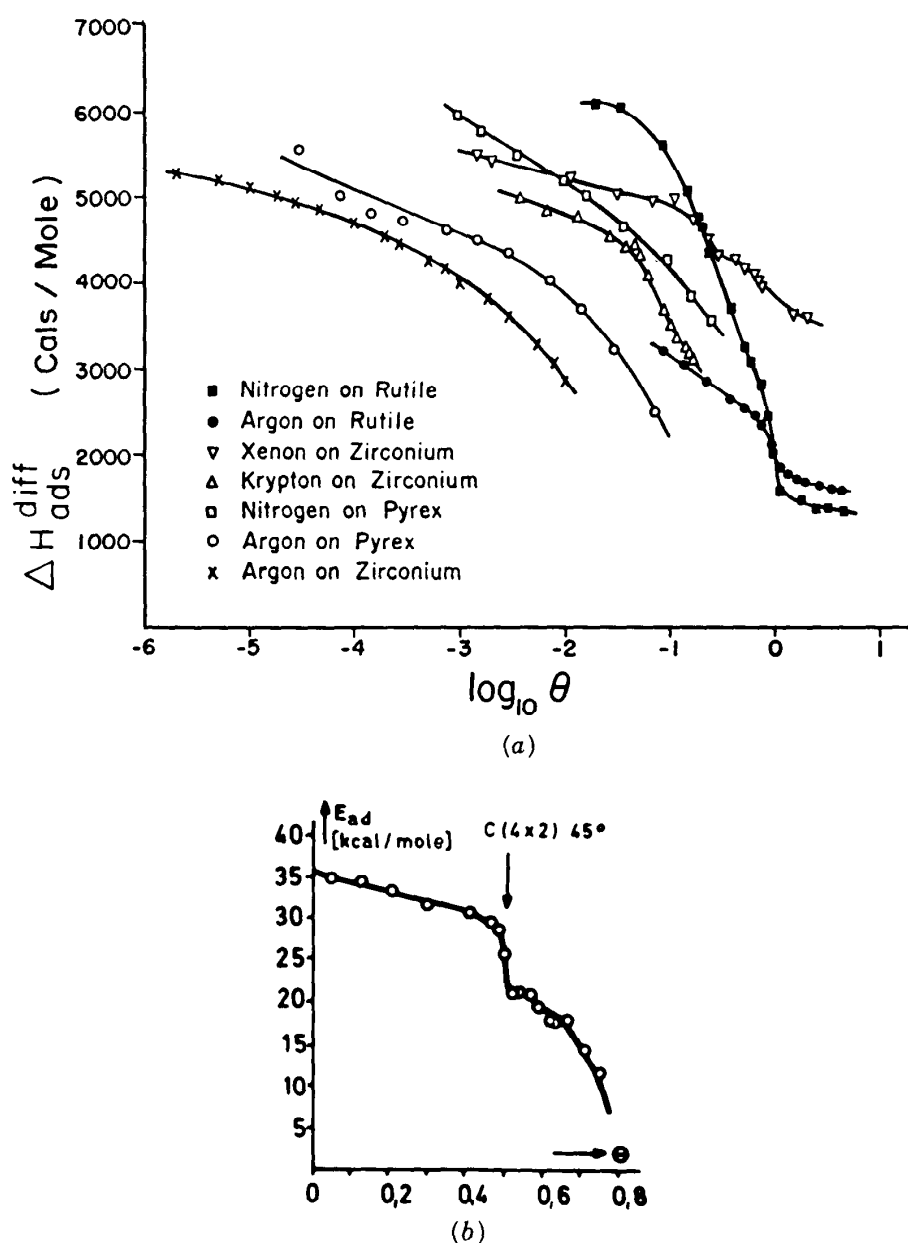 7000
6000
5000
4000
3000
2000
1000
ΔH diff ads (Cals / Mole)
■ Nitrogen on Rutile
● Argon on Rutile
▽ Xenon on Zirconium
△ Krypton on Zirconium
□ Nitrogen on Pyrex
○ Argon on Pyrex
x Argon on Zirconium
-6 -5 -4 -3 -2 -1 0 1
log10 θ
(a)
E ad
[kcal/mole]
C (4x2) 45°
40
35
30
25
20
15
10
5
Θ
0 0,2 0,4 0,6 0,8
(b)